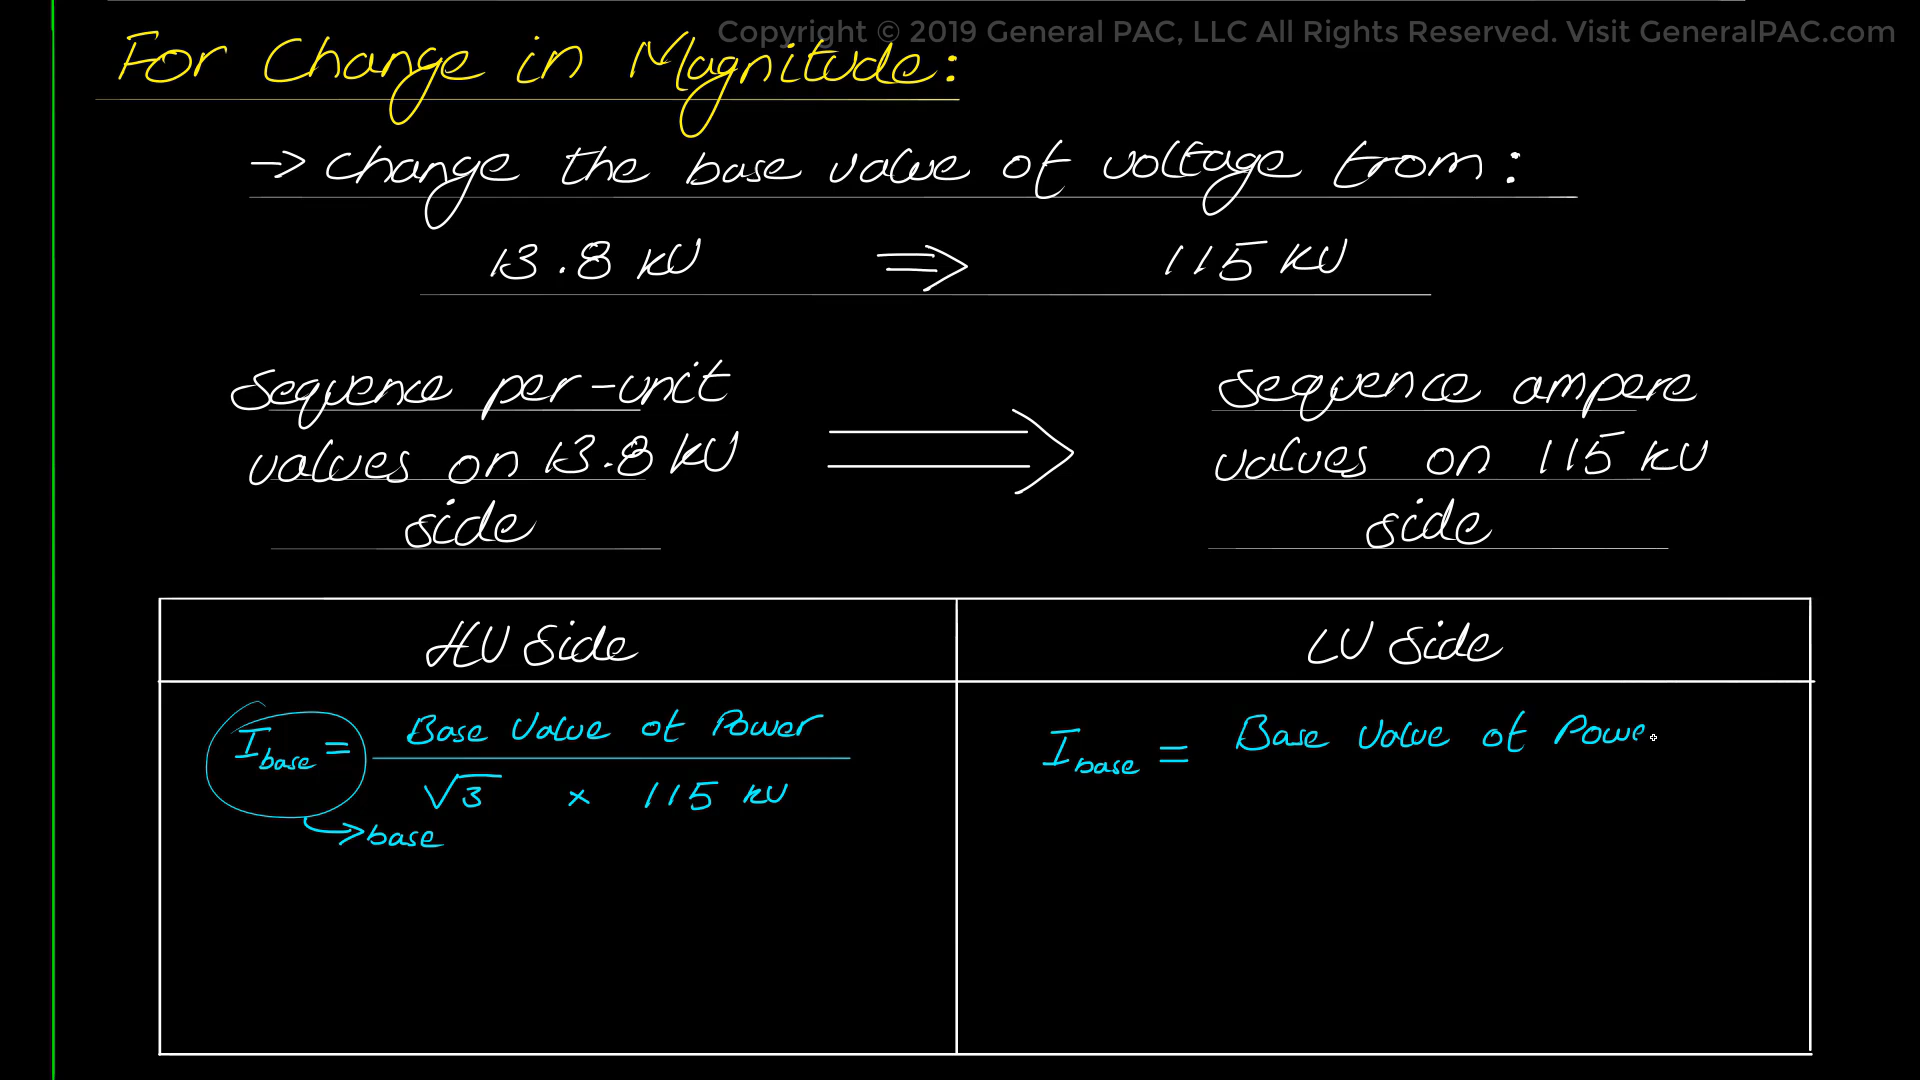 Copyright © 2019 General PAC, LLC All Rights Reserved. Visit GeneralPAC.com
For Change in Magnitude:
→ change the base value of voltage from:
13.8 kV ⇒ 115 kV
Sequence per-unit
values on 13.8 kV
side
Sequence ampere
values on 115 kV
side
HV Side
LV Side
I base = Base Value of Power
√3 × 115 kV
→ base
I base = Base Value of Powe